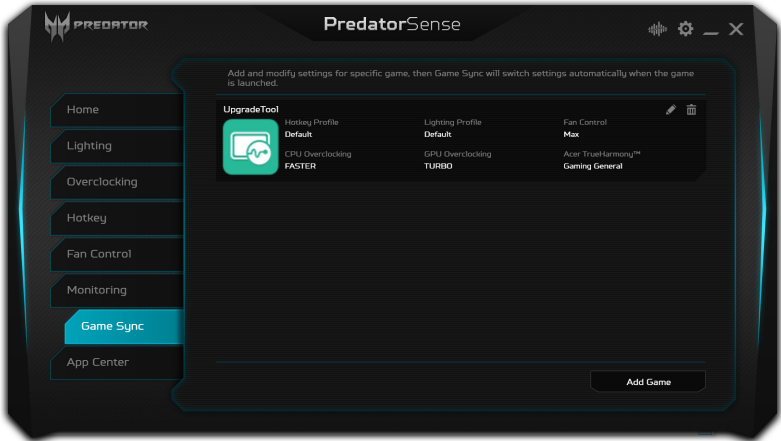 PREDATOR
PredatorSense
Add and modify settings for specific game, then Game Sync will switch settings automatically when the game
is launched.
Home
Lighting
Overclocking
Hotkey
Fan Control
Monitoring
Game Sync
App Center
UpgradeTool
Hotkey Profile
Default
Lighting Profile
Default
Fan Control
Max
CPU Overclocking
FASTER
GPU Overclocking
TURBO
Acer TrueHarmony™
Gaming General
Add Game